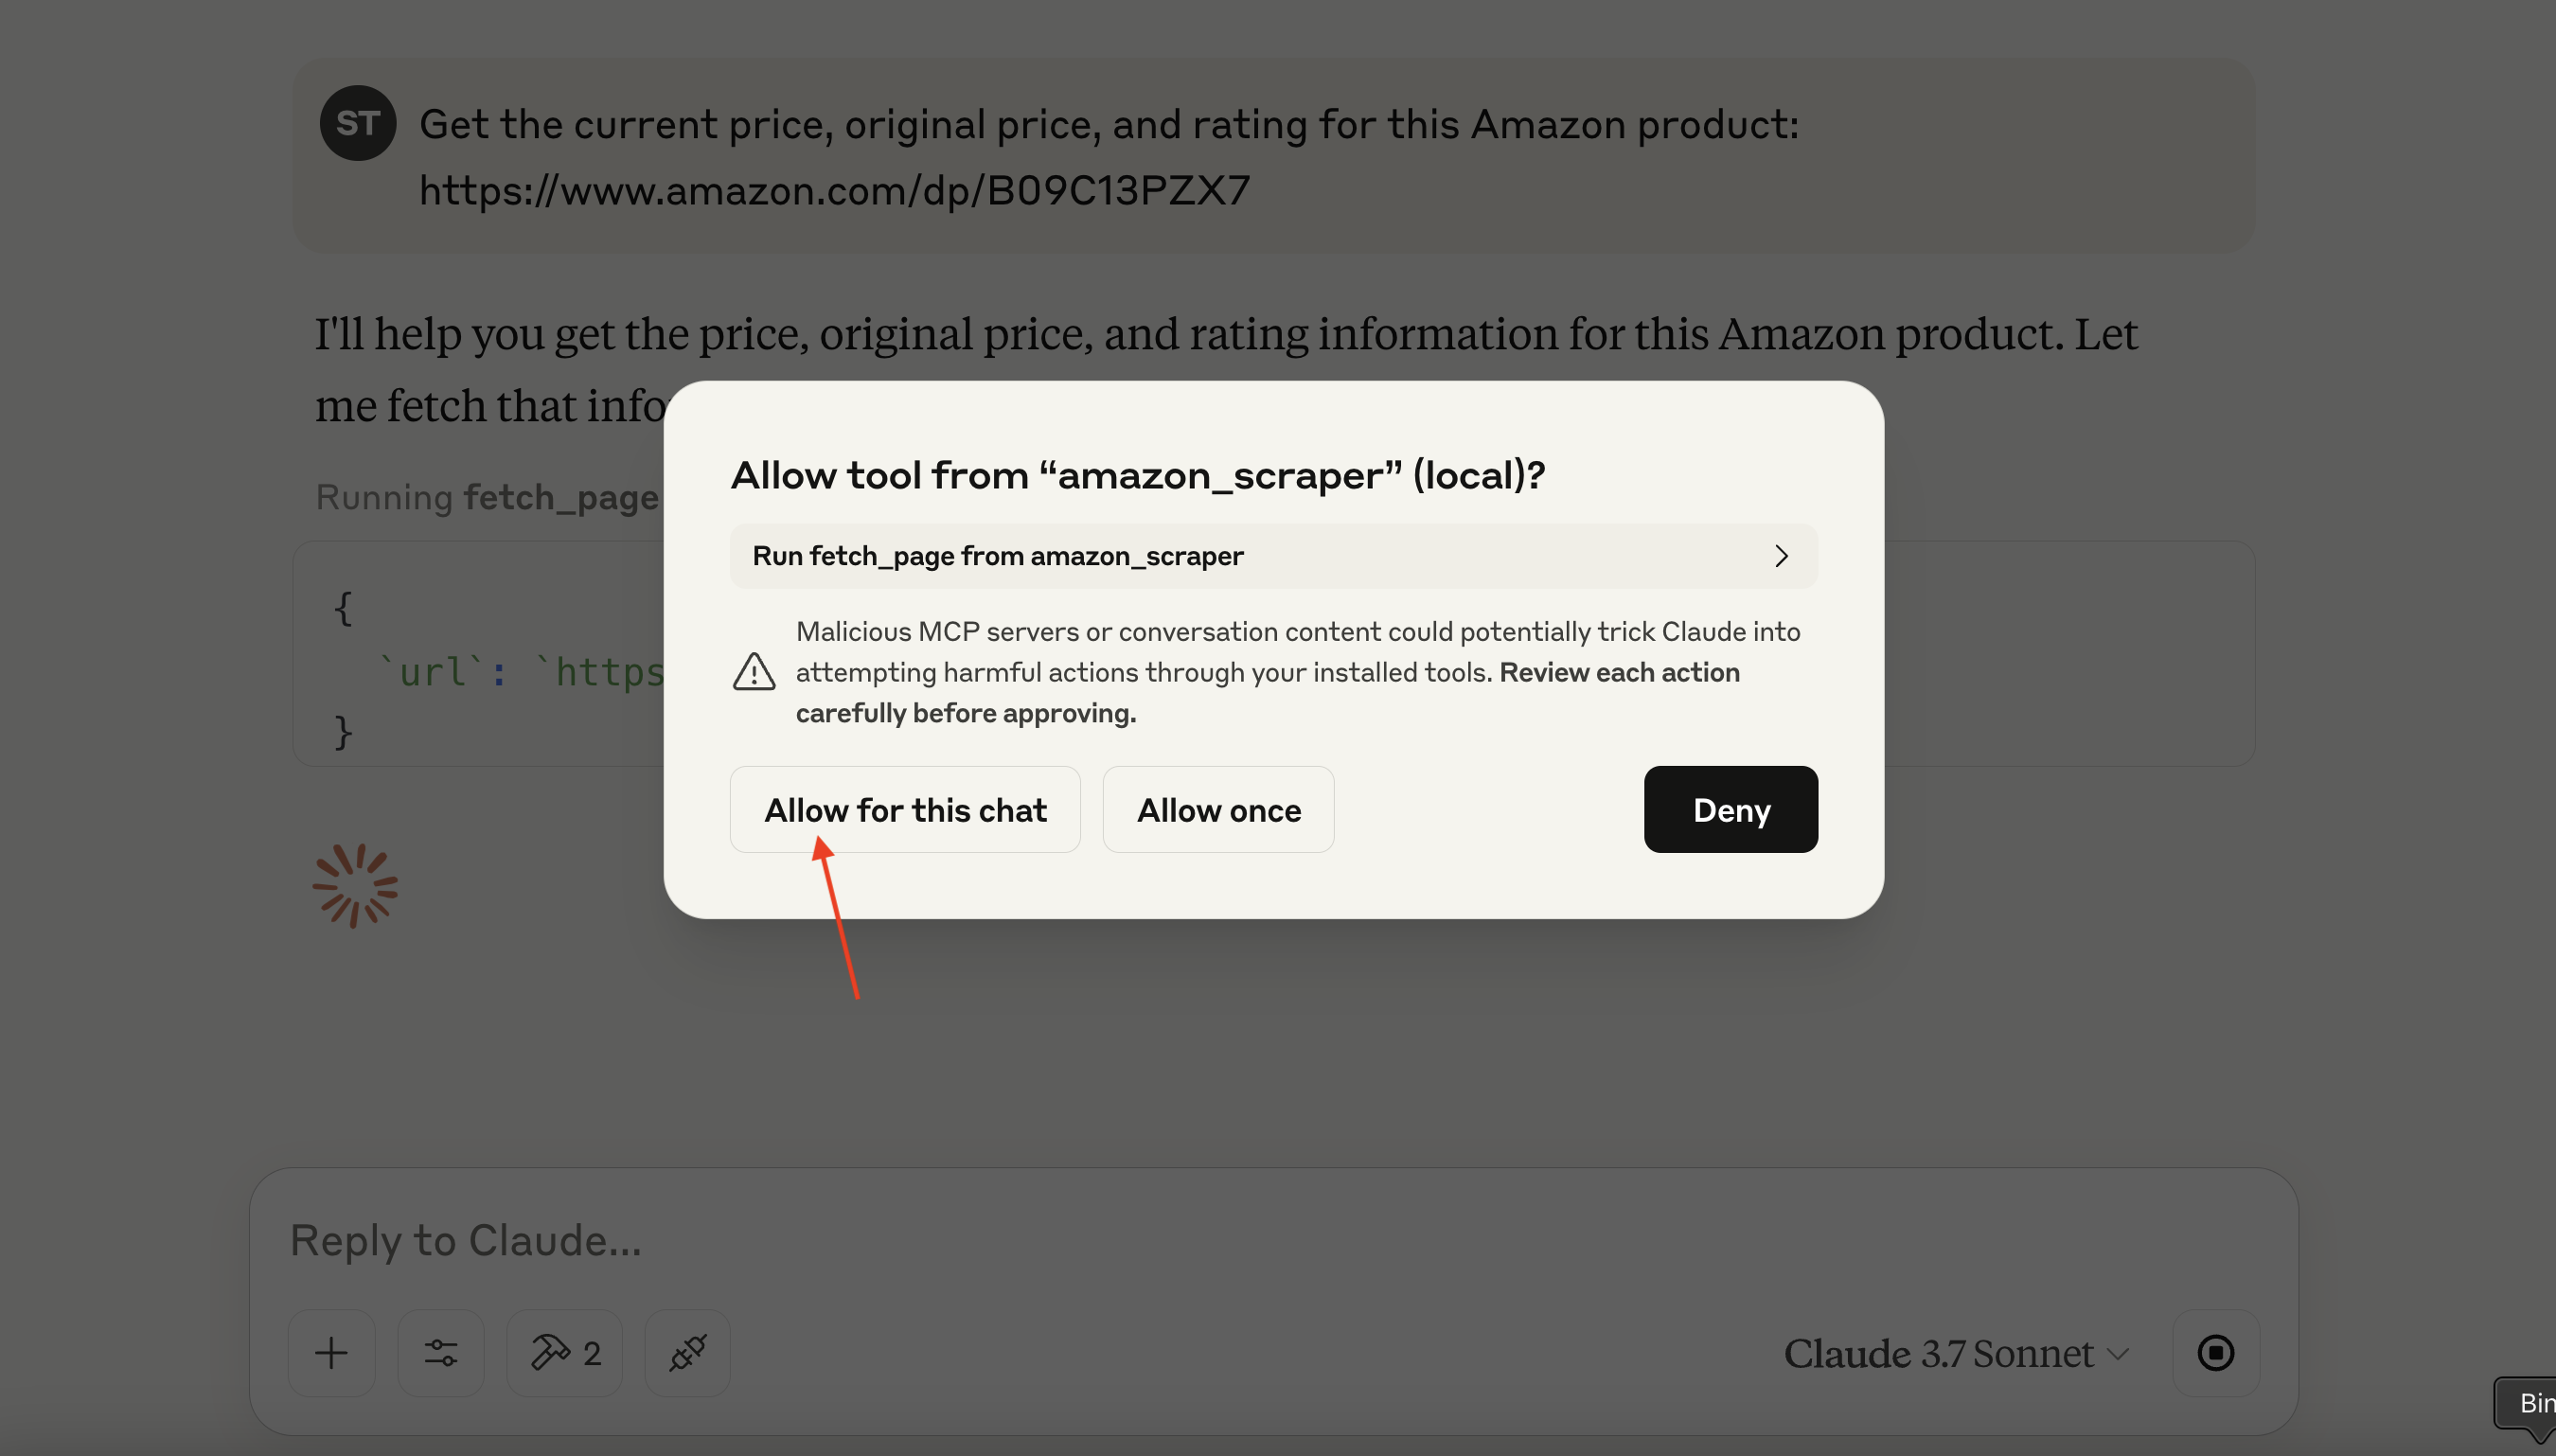 ST
Get the current price, original price, and rating for this Amazon product:
https://www.amazon.com/dp/B09C13PZX7
I'll help you get the price, original price, and rating information for this Amazon product. Let
me fetch that info
Running fetch_page
{
`url`: `https
}
Allow tool from “amazon_scraper” (local)?
Run fetch_page from amazon_scraper
Malicious MCP servers or conversation content could potentially trick Claude into
attempting harmful actions through your installed tools. Review each action
carefully before approving.
Allow for this chat
Allow once
Deny
Reply to Claude...
2
Claude 3.7 Sonnet
Bin